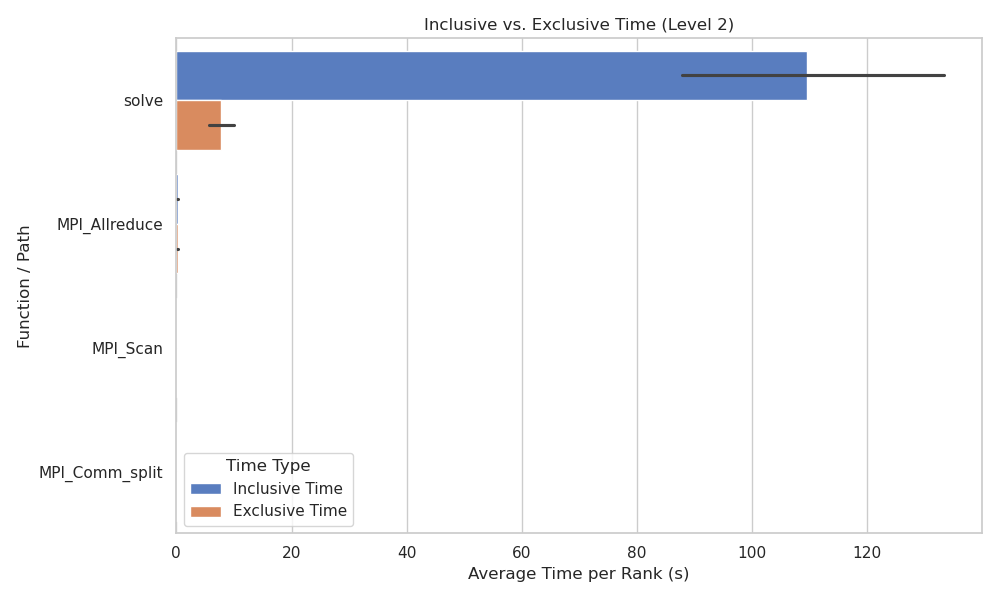 Inclusive vs. Exclusive Time (Level 2)
Function / Path
solve
MPI_Allreduce
MPI_Scan
MPI_Comm_split
Time Type
Inclusive Time
Exclusive Time
0 20 40 60 80 100 120
Average Time per Rank (s)